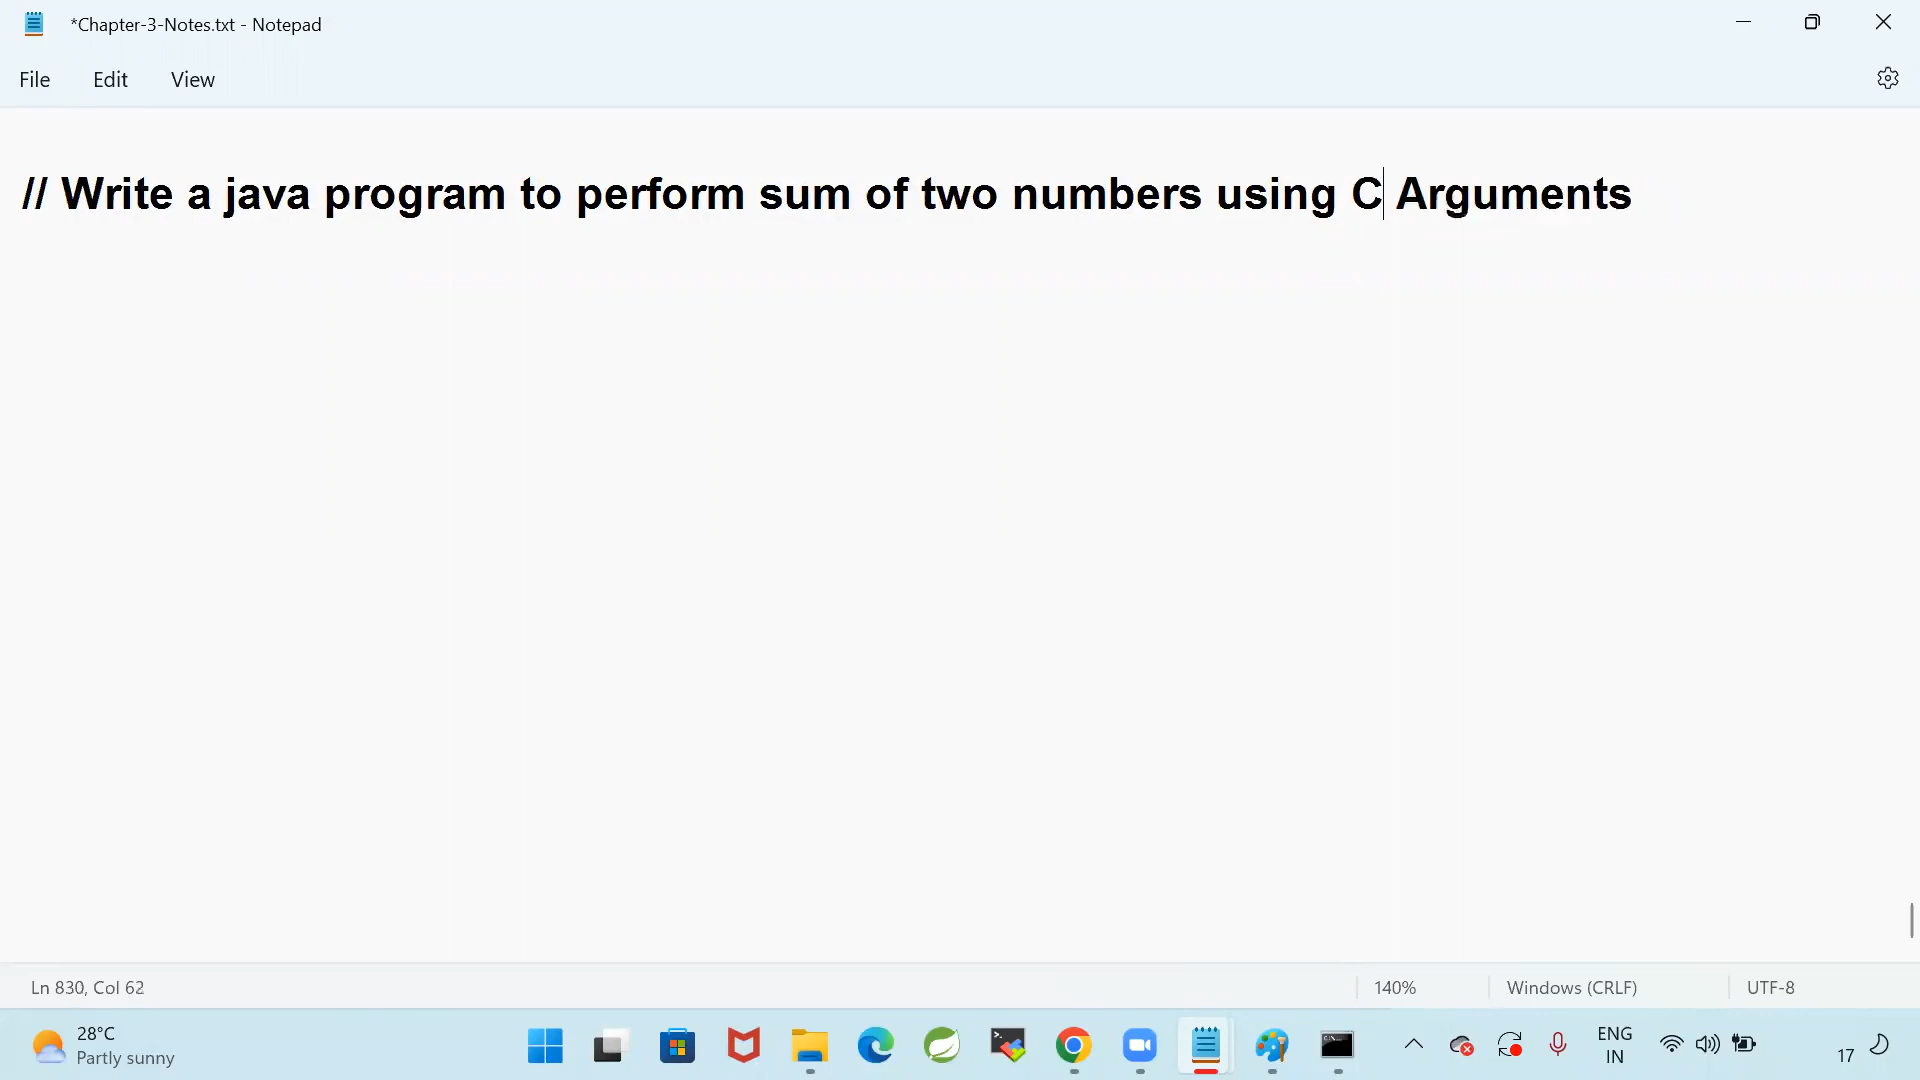 *Chapter-3-Notes.txt - Notepad
File Edit View
// Write a java program to perform sum of two numbers using C Arguments
Ln 830, Col 62 140% Windows (CRLF) UTF-8
28°C
Partly sunny
ENG
IN
17